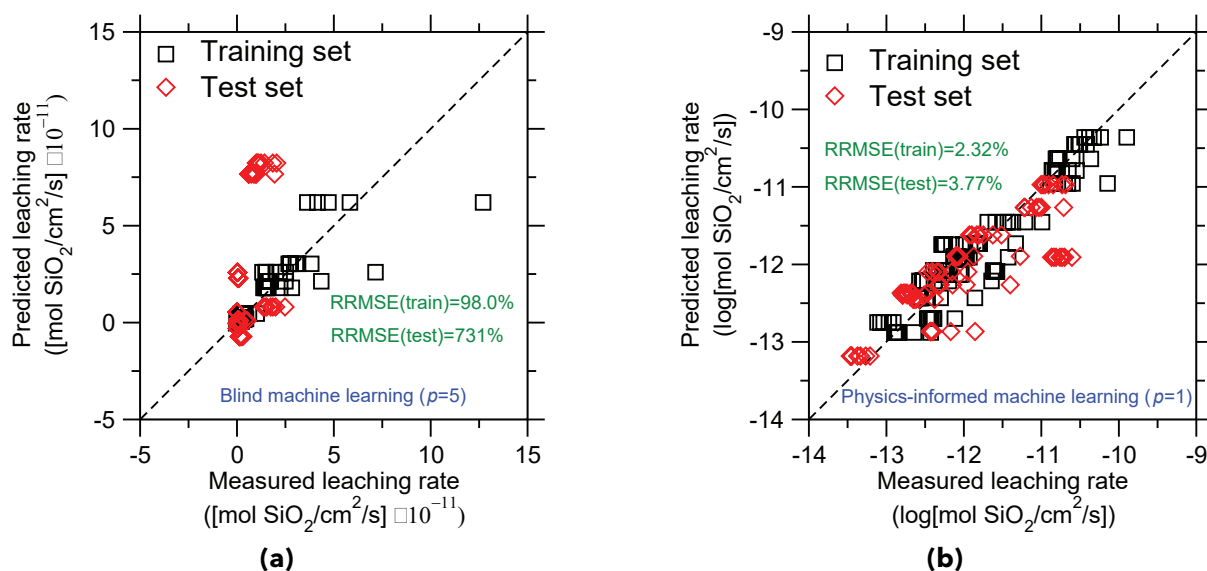 Predicted leaching rate
([mol SiO2/cm2/s] □10−11)
15
10
5
0
-5
Training set
Test set
RRMSE(train)=98.0%
RRMSE(test)=731%
Blind machine learning (p=5)
-5
0
5
10
15
Measured leaching rate
([mol SiO2/cm2/s] □10−11)
(a)
Predicted leaching rate
(log[mol SiO2/cm2/s])
-9
-10
-11
-12
-13
-14
Training set
Test set
RRMSE(train)=2.32%
RRMSE(test)=3.77%
Physics-informed machine learning (p=1)
-14
-13
-12
-11
-10
-9
Measured leaching rate
(log[mol SiO2/cm2/s])
(b)